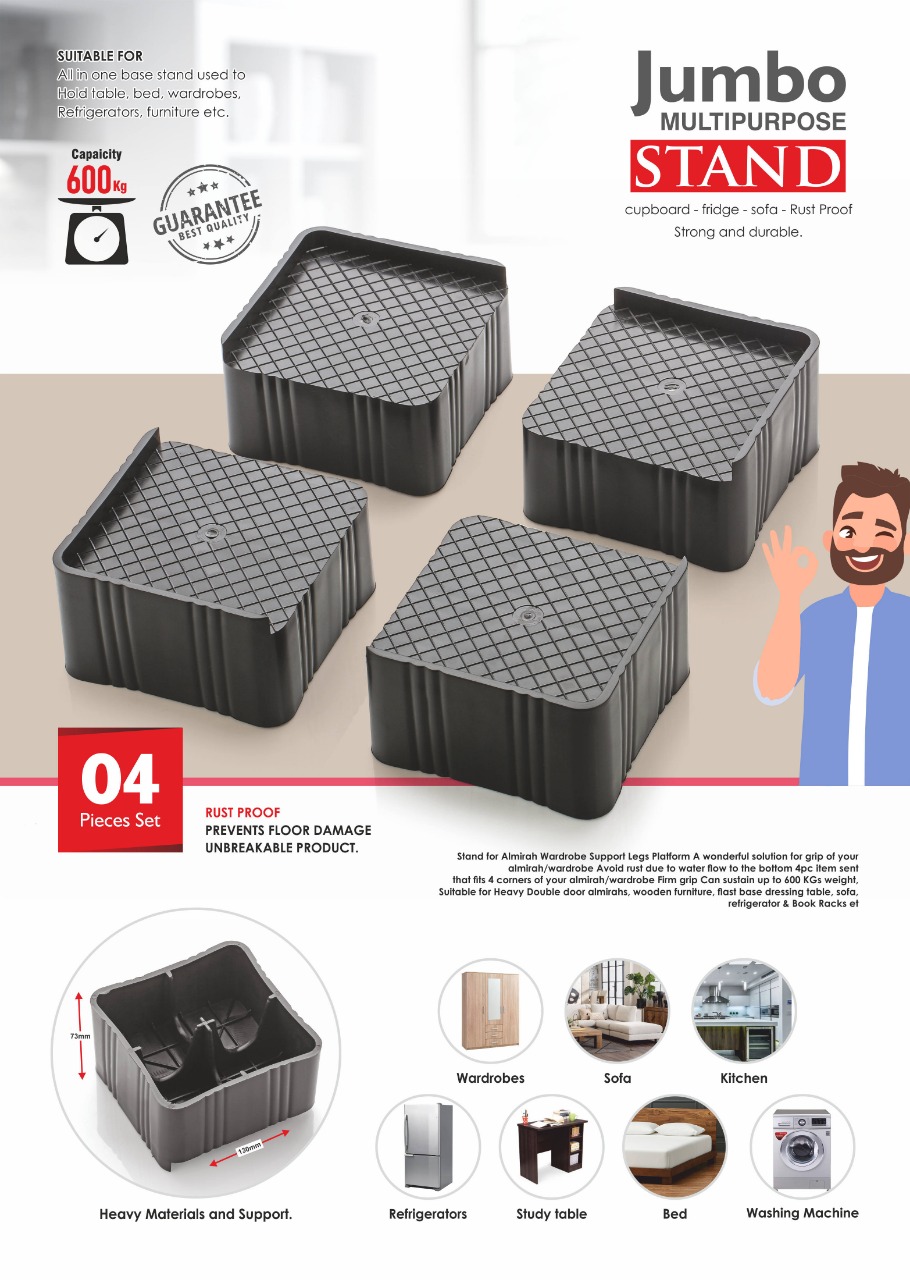 SUITABLE FOR
All in one base stand used to
Hold table, bed, wardrobes,
Refrigerators, furniture etc.
Capaicity
600Kg
GUARANTEE
BEST QUALITY
Jumbo
MULTIPURPOSE
STAND
cupboard - fridge - sofa - Rust Proof
Strong and durable.
04
Pieces Set
RUST PROOF
PREVENTS FLOOR DAMAGE
UNBREAKABLE PRODUCT.
Stand for Almirah Wardrobe Support Legs Platform A wonderful solution for grip of your
almirah/wardrobe Avoid rust due to water flow to the bottom 4pc item sent
that fits 4 corners of your almirah/wardrobe Firm grip Can sustain up to 600 KGs weight,
Suitable for Heavy Double door almirahs, wooden furniture, flast base dressing table, sofa,
refrigerator & Book Racks et
73mm
130mm
Heavy Materials and Support.
Wardrobes
Sofa
Kitchen
Refrigerators
Study table
Bed
Washing Machine